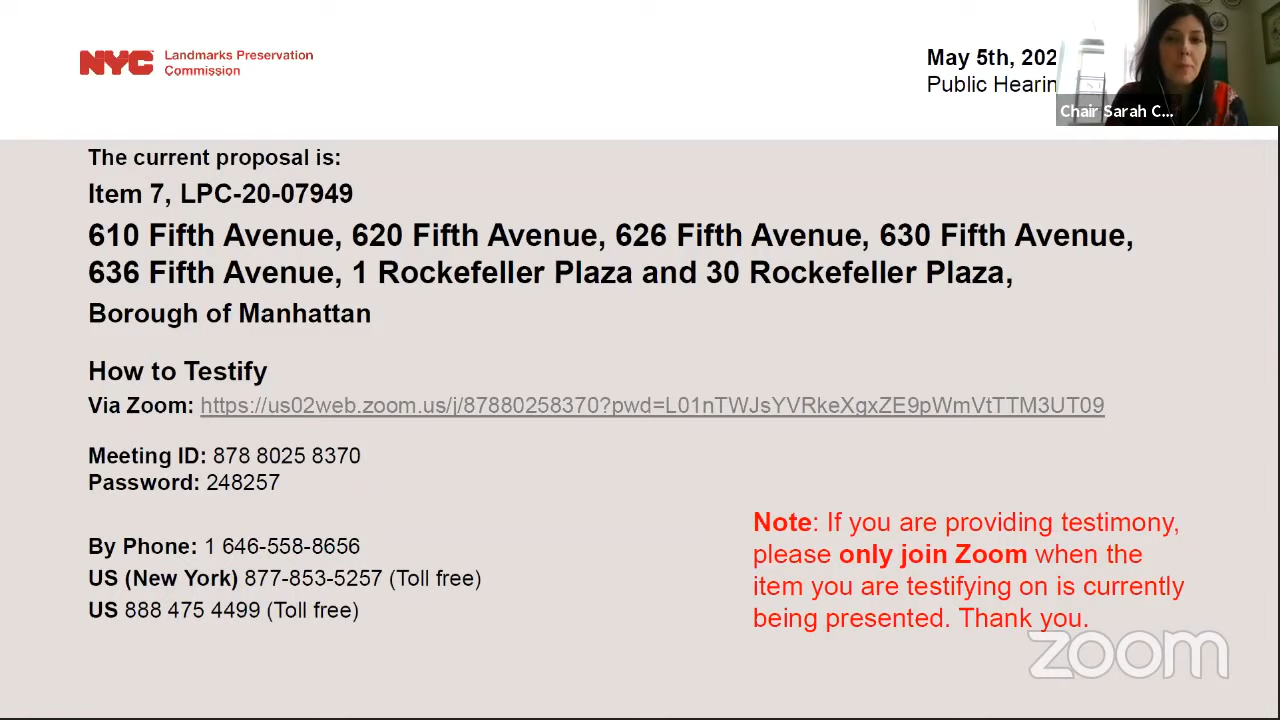 NYC Landmarks Preservation
Commission
May 5th, 202
Public Hearin
Chair Sarah C...
The current proposal is:
Item 7, LPC-20-07949
610 Fifth Avenue, 620 Fifth Avenue, 626 Fifth Avenue, 630 Fifth Avenue,
636 Fifth Avenue, 1 Rockefeller Plaza and 30 Rockefeller Plaza,
Borough of Manhattan
How to Testify
Via Zoom: https://us02web.zoom.us/j/87880258370?pwd=L01nTWJsYVRkeXgxZE9pWmVtTTM3UT09
Meeting ID: 878 8025 8370
Password: 248257
By Phone: 1 646-558-8656
US (New York) 877-853-5257 (Toll free)
US 888 475 4499 (Toll free)
Note: If you are providing testimony,
please only join Zoom when the
item you are testifying on is currently
being presented. Thank you.
zoom